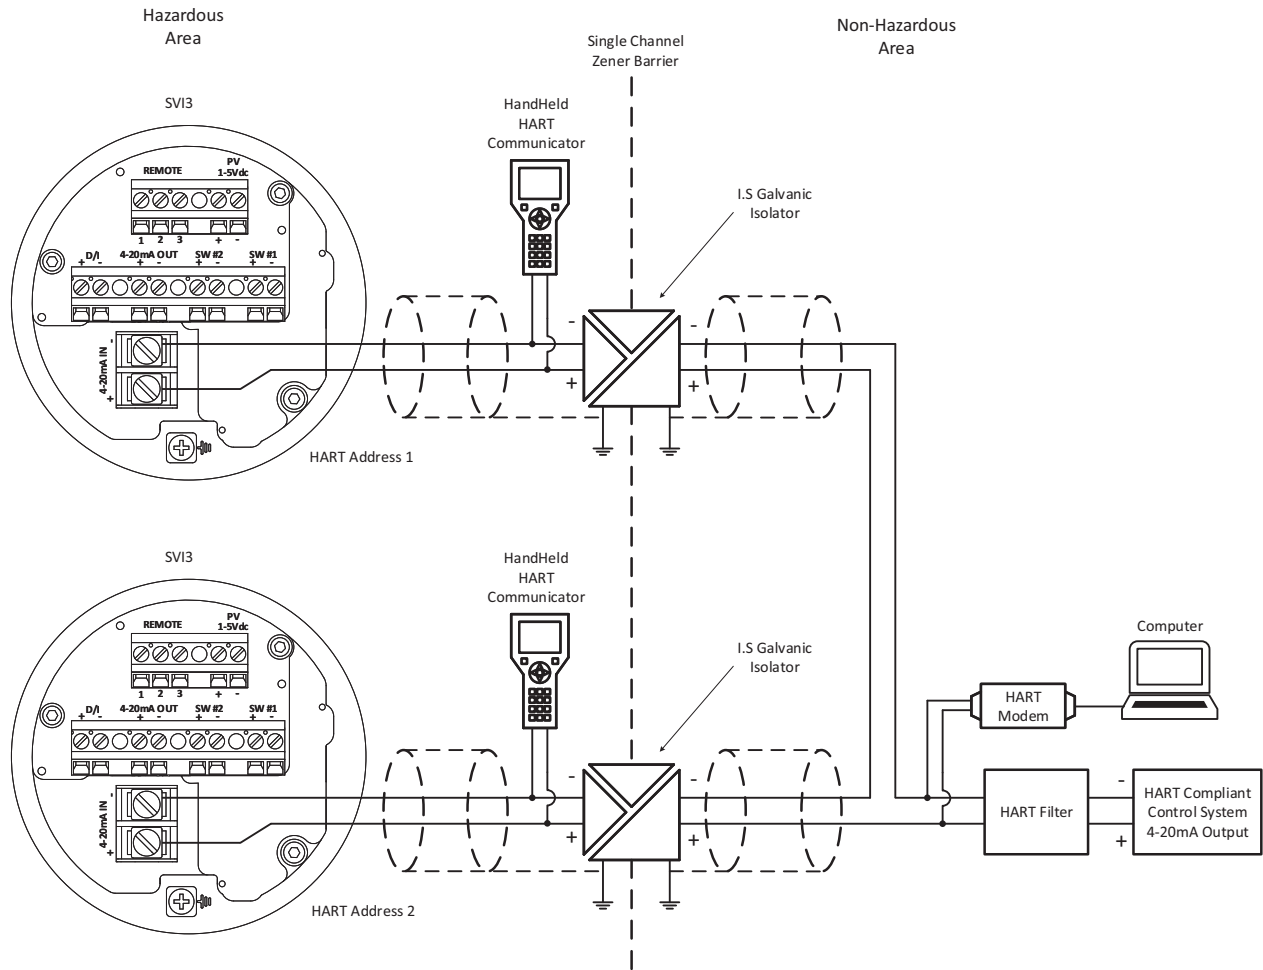 Hazardous
Area
Non-Hazardous
Area
Single Channel
Zener Barrier
SVI3
HandHeld
HART
Communicator
I.S Galvanic
Isolator
REMOTE
PV
1-5Vdc
1 2 3 + -
D/I 4-20mA OUT SW #2 SW #1
+ - + - + - + -
4-20mA IN
-
+
-
+
-
+
HART Address 1
SVI3
HandHeld
HART
Communicator
I.S Galvanic
Isolator
REMOTE
PV
1-5Vdc
1 2 3 + -
D/I 4-20mA OUT SW #2 SW #1
+ - + - + - + -
4-20mA IN
-
+
-
+
-
+
HART Address 2
Computer
HART
Modem
HART Filter
-
+
HART Compliant
Control System
4-20mA Output